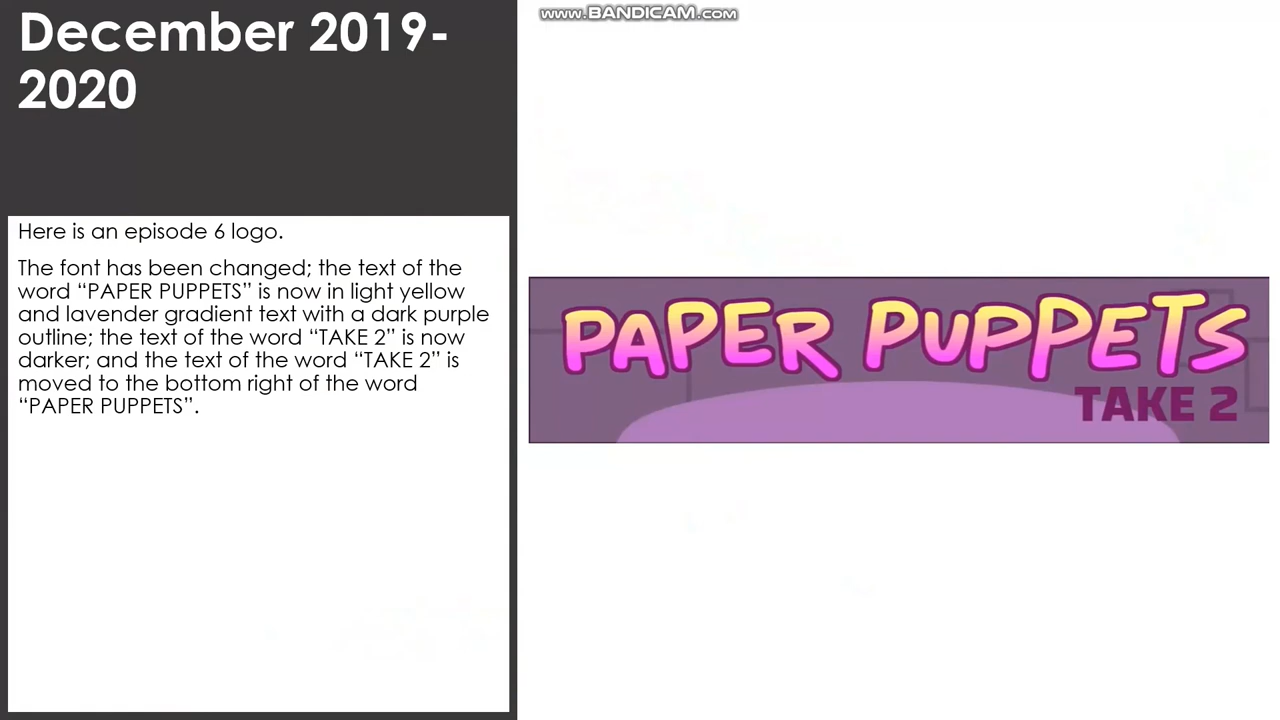 www.BANDICAM.com
December 2019-
2020
Here is an episode 6 logo.
The font has been changed; the text of the
word “PAPER PUPPETS” is now in light yellow
and lavender gradient text with a dark purple
outline; the text of the word “TAKE 2” is now
darker; and the text of the word “TAKE 2” is
moved to the bottom right of the word
“PAPER PUPPETS”.
PAPER PUPPETS
TAKE 2